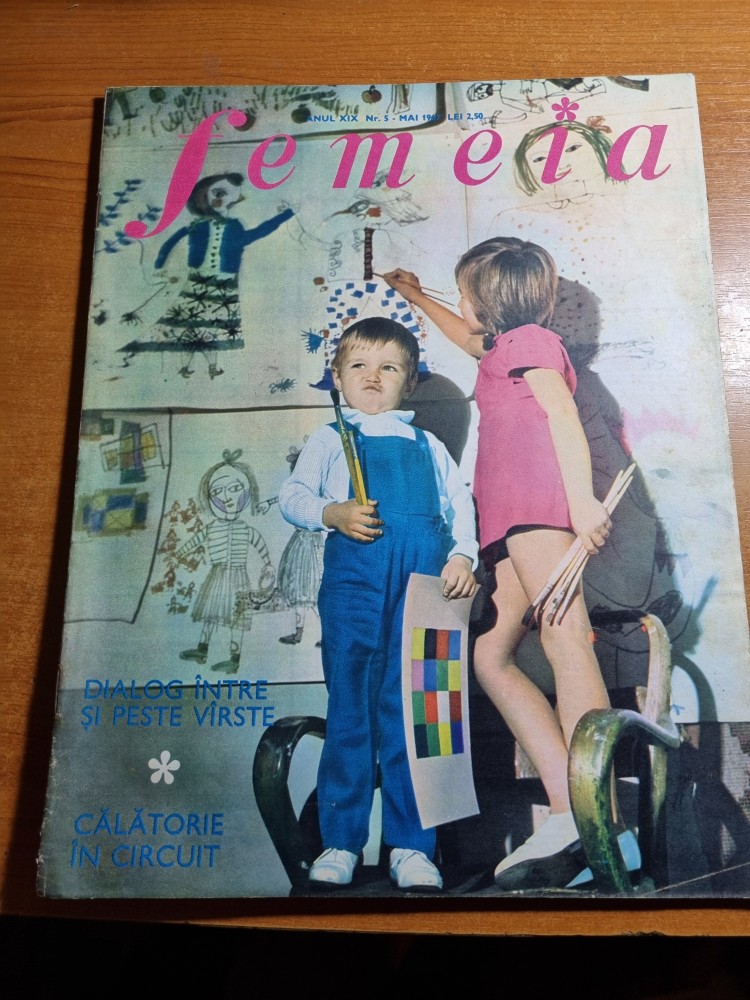 ANUL XIX Nr. 5 - MAI LEI 2,50
femeia
DIALOG ÎNTRE
ȘI PESTE VÎRSTE
CĂLĂTORIE
ÎN CIRCUIT